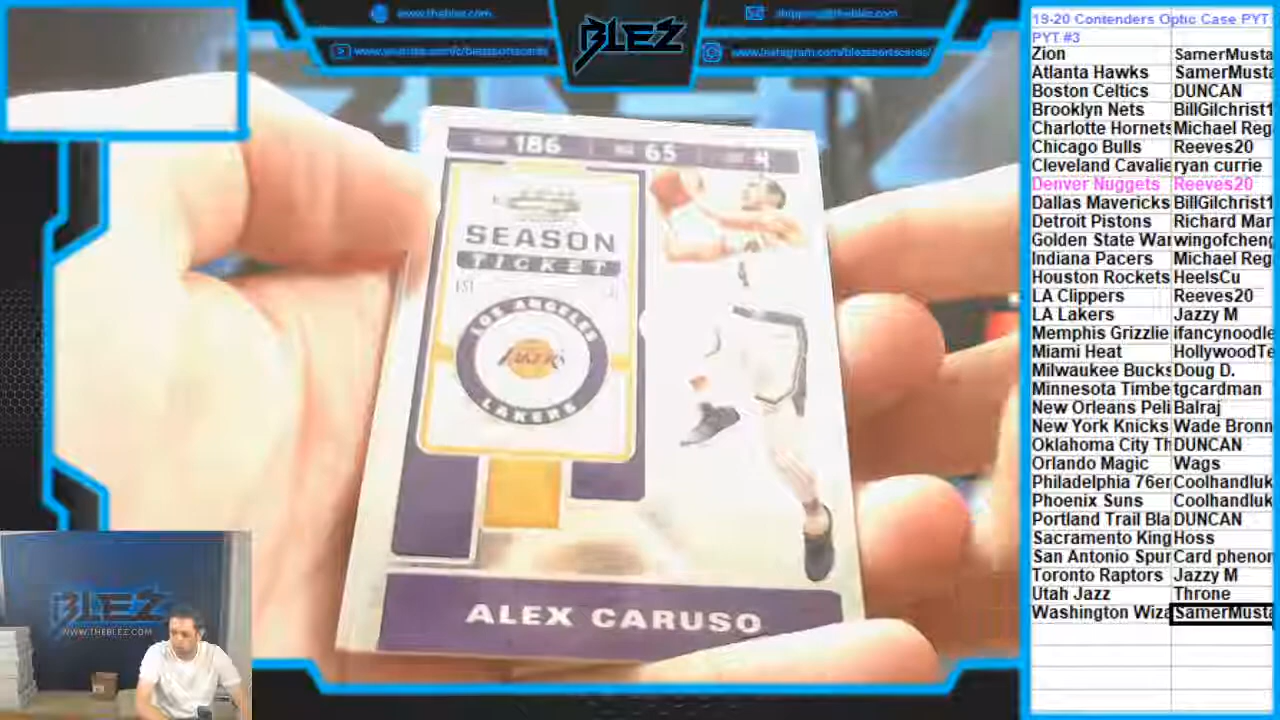 www.theblez.com
BLEZ
www.instagram.com/blezsportscards/
186 65 4
SEASON
TICKET
LOS ANGELES
LAKERS
LAKERS
ALEX CARUSO
BLEZ
WWW.THEBLEZ.COM
19-20 Contenders Optic Case PYT
PYT #3
Zion SamerMusta
Atlanta Hawks SamerMusta
Boston Celtics DUNCAN
Brooklyn Nets BillGilchrist1
Charlotte Hornets Michael Reg
Chicago Bulls Reeves20
Cleveland Cavalie ryan currie
Denver Nuggets Reeves20
Dallas Mavericks BillGilchrist1
Detroit Pistons Richard Mar
Golden State War wingofcheng
Indiana Pacers Michael Reg
Houston Rockets HeelsCu
LA Clippers Reeves20
LA Lakers Jazzy M
Memphis Grizzlie ifancynoodle
Miami Heat HollywoodTe
Milwaukee Bucks Doug D.
Minnesota Timbe tgcardman
New Orleans Peli Balraj
New York Knicks Wade Bronn
Oklahoma City Th DUNCAN
Orlando Magic Wags
Philadelphia 76er Coolhandluk
Phoenix Suns Coolhandluk
Portland Trail Bla DUNCAN
Sacramento King Hoss
San Antonio Spur Card phenom
Toronto Raptors Jazzy M
Utah Jazz Throne
Washington Wiza SamerMusta